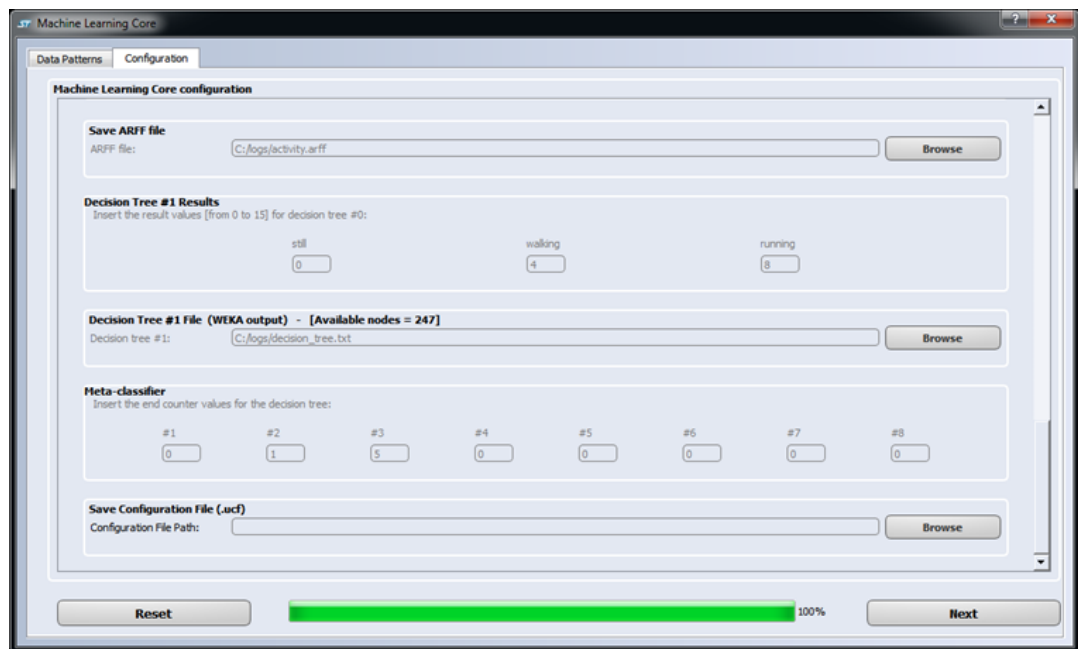 ST Machine Learning Core
Data Patterns Configuration
Machine Learning Core configuration
Save ARFF file
ARFF file: C:/logs/activity.arff Browse
Decision Tree #1 Results
Insert the result values [from 0 to 15] for decision tree #0:
still walking running
0 4 8
Decision Tree #1 File (WEKA output) - [Available nodes = 247]
Decision tree #1: C:/logs/decision_tree.txt Browse
Meta-classifier
Insert the end counter values for the decision tree:
#1 #2 #3 #4 #5 #6 #7 #8
0 1 5 0 0 0 0 0
Save Configuration File (.ucf)
Configuration File Path: Browse
Reset 100% Next